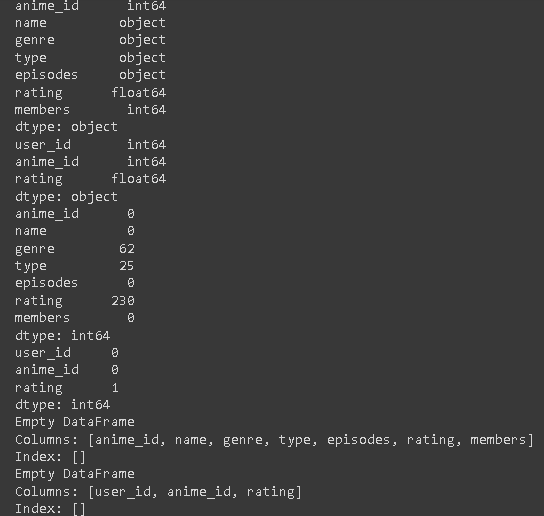 anime_id      int64
name         object
genre        object
type         object
episodes     object
rating      float64
members       int64
dtype: object
user_id       int64
anime_id      int64
rating      float64
dtype: object
anime_id      0
name          0
genre        62
type         25
episodes      0
rating      230
members       0
dtype: int64
user_id     0
anime_id    0
rating      1
dtype: int64
Empty DataFrame
Columns: [anime_id, name, genre, type, episodes, rating, members]
Index: []
Empty DataFrame
Columns: [user_id, anime_id, rating]
Index: []